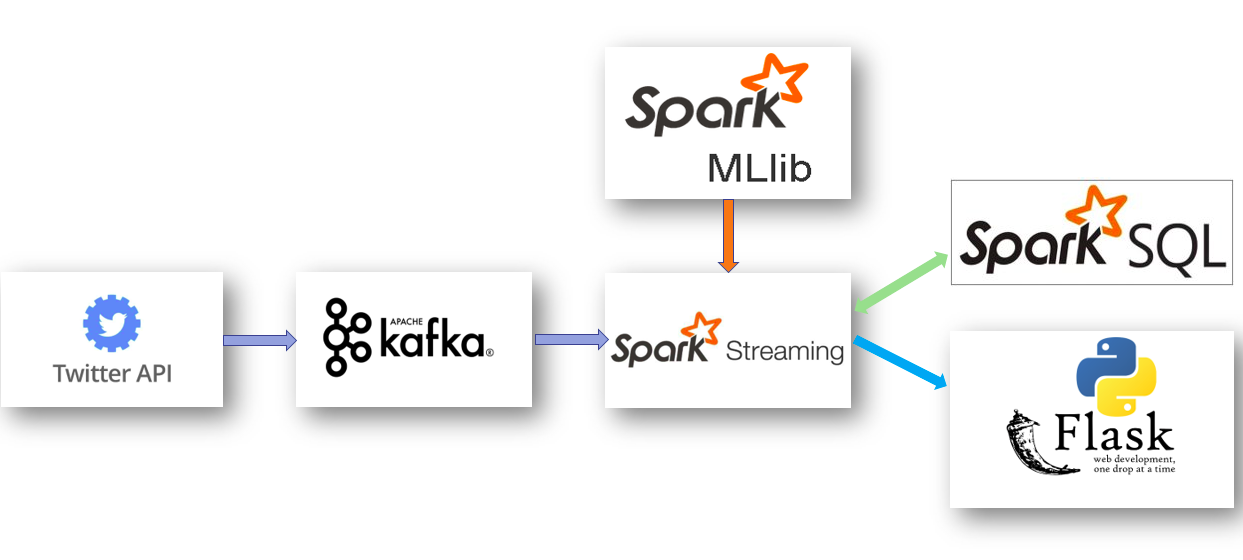 Spark
MLlib
Spark SQL
Twitter API
APACHE
kafka®
Spark Streaming
Flask
web development,
one drop at a time